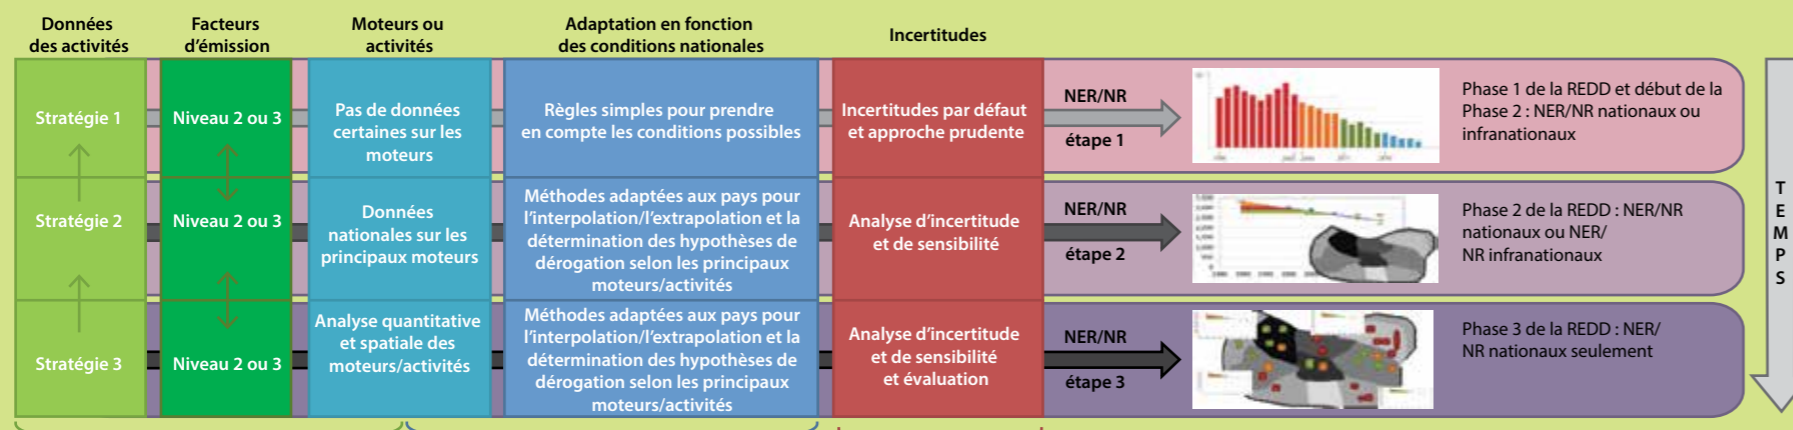 Données
des activités
Facteurs
d'émission
Moteurs ou
activités
Adaptation en fonction
des conditions nationales
Incertitudes
Stratégie 1
Niveau 2 ou 3
Pas de données
certaines sur les
moteurs
Règles simples pour prendre
en compte les conditions possibles
Incertitudes par défaut
et approche prudente
NER/NR
étape 1
Phase 1 de la REDD et début de la
Phase 2 : NER/NR nationaux ou
infranationaux
Stratégie 2
Niveau 2 ou 3
Données
nationales sur les
principaux moteurs
Méthodes adaptées aux pays pour
l'interpolation/l'extrapolation et la
détermination des hypothèses de
dérogation selon les principaux
moteurs/activités
Analyse d'incertitude
et de sensibilité
NER/NR
étape 2
Phase 2 de la REDD : NER/NR
nationaux ou NER/
NR infranationaux
Stratégie 3
Niveau 2 ou 3
Analyse quantitative
et spatiale des
moteurs/activités
Méthodes adaptées aux pays pour
l'interpolation/l'extrapolation et la
détermination des hypothèses de
dérogation selon les principaux
moteurs/activités
Analyse d'incertitude
et de sensibilité
et évaluation
NER/NR
étape 3
Phase 3 de la REDD : NER/
NR nationaux seulement
TEMPS